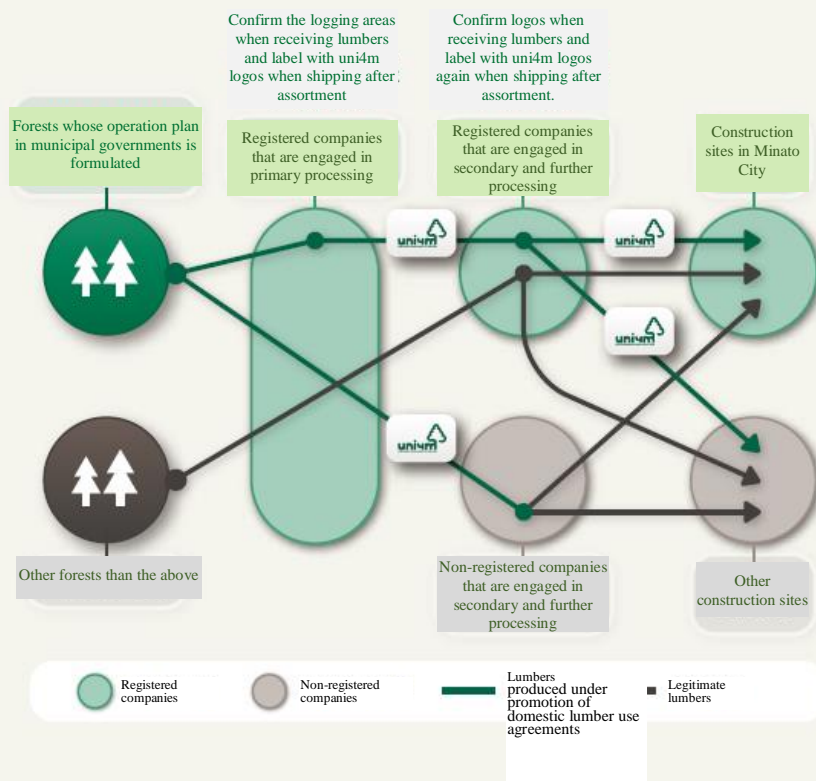 Confirm the logging areas
when receiving lumbers
and label with uni4m
logos when shipping after
assortment
Confirm logos when
receiving lumbers and
label with uni4m logos
again when shipping after
assortment.
Forests whose operation plan
in municipal governments is
formulated
Registered companies
that are engaged in
primary processing
Registered companies
that are engaged in
secondary and further
processing
Construction
sites in Minato
City
uni4m
uni4m
uni4m
uni4m
Other forests than the above
Non-registered companies
that are engaged in
secondary and further
processing
Other
construction sites
Registered
companies
Non-registered
companies
Lumbers
produced under
promotion of
domestic lumber use
agreements
Legitimate
lumbers